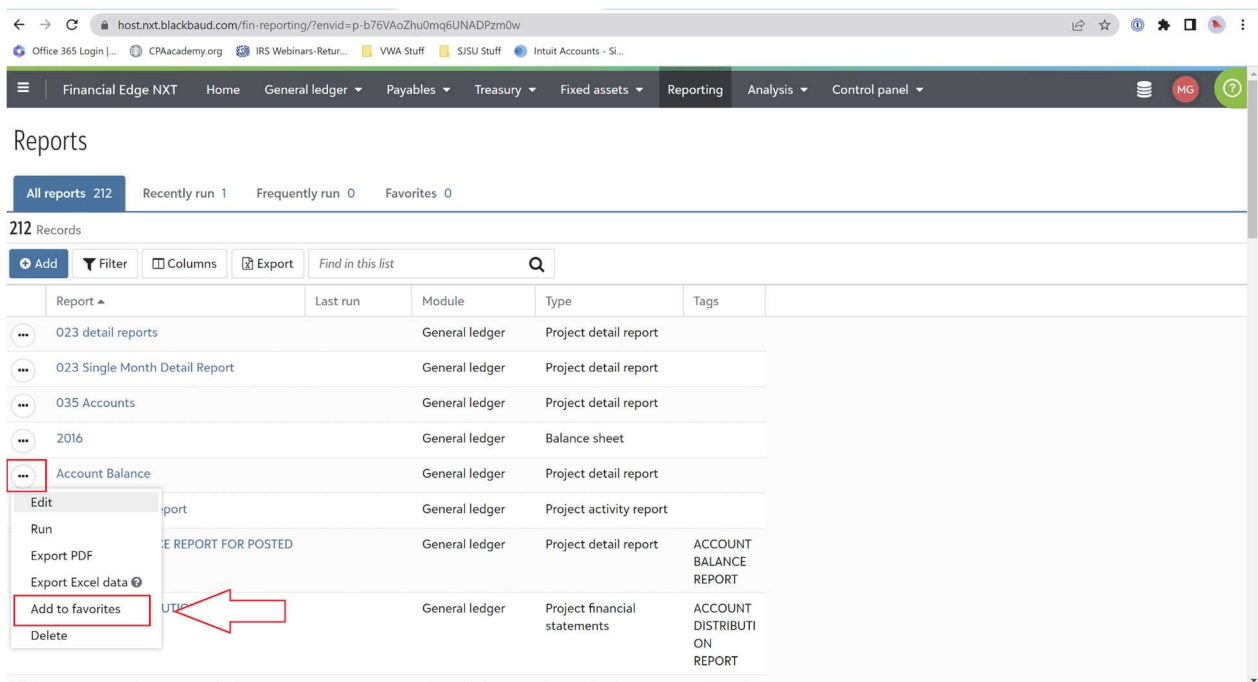 host.nxt.blackbaud.com/fin-reporting/?envid=p-b76VAoZhu0mq6UNADPzm0w
Office 365 Login |... CPAacademy.org IRS Webinars-Retur... VWA Stuff SJSU Stuff Intuit Accounts - Si...
Financial Edge NXT Home General ledger Payables Treasury Fixed assets Reporting Analysis Control panel MG ?
Reports
All reports 212 Recently run 1 Frequently run 0 Favorites 0
212 Records
Add Filter Columns Export Find in this list
Report Last run Module Type Tags
023 detail reports General ledger Project detail report
023 Single Month Detail Report General ledger Project detail report
035 Accounts General ledger Project detail report
2016 General ledger Balance sheet
Account Balance General ledger Project detail report
Edit
port General ledger Project activity report
Run
E REPORT FOR POSTED General ledger Project detail report ACCOUNT
Export PDF BALANCE
REPORT
Export Excel data ?
Add to favorites General ledger Project financial ACCOUNT
statements DISTRIBUTI
Delete ON
REPORT